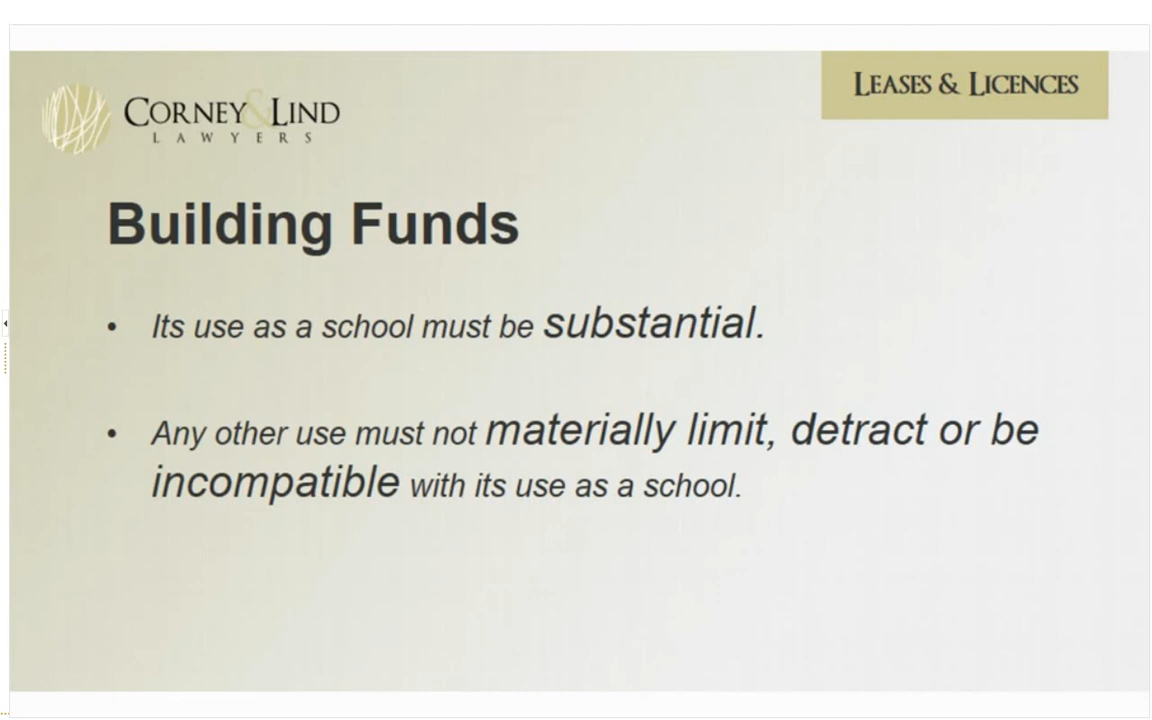 LEASES & LICENCES
CORNEY & LIND
LAWYERS
Building Funds
• Its use as a school must be substantial.
• Any other use must not materially limit, detract or be
incompatible with its use as a school.